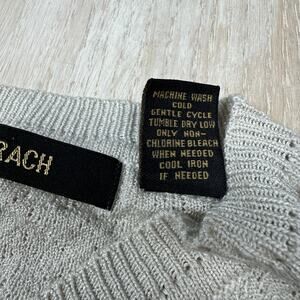 RACH
MACHINE WASH
COLD
GENTLE CYCLE
TUMBLE DRY LOW
ONLY NON-
CHLORINE BLEACH
WHEN NEEDED
COOL IRON
IF NEEDED